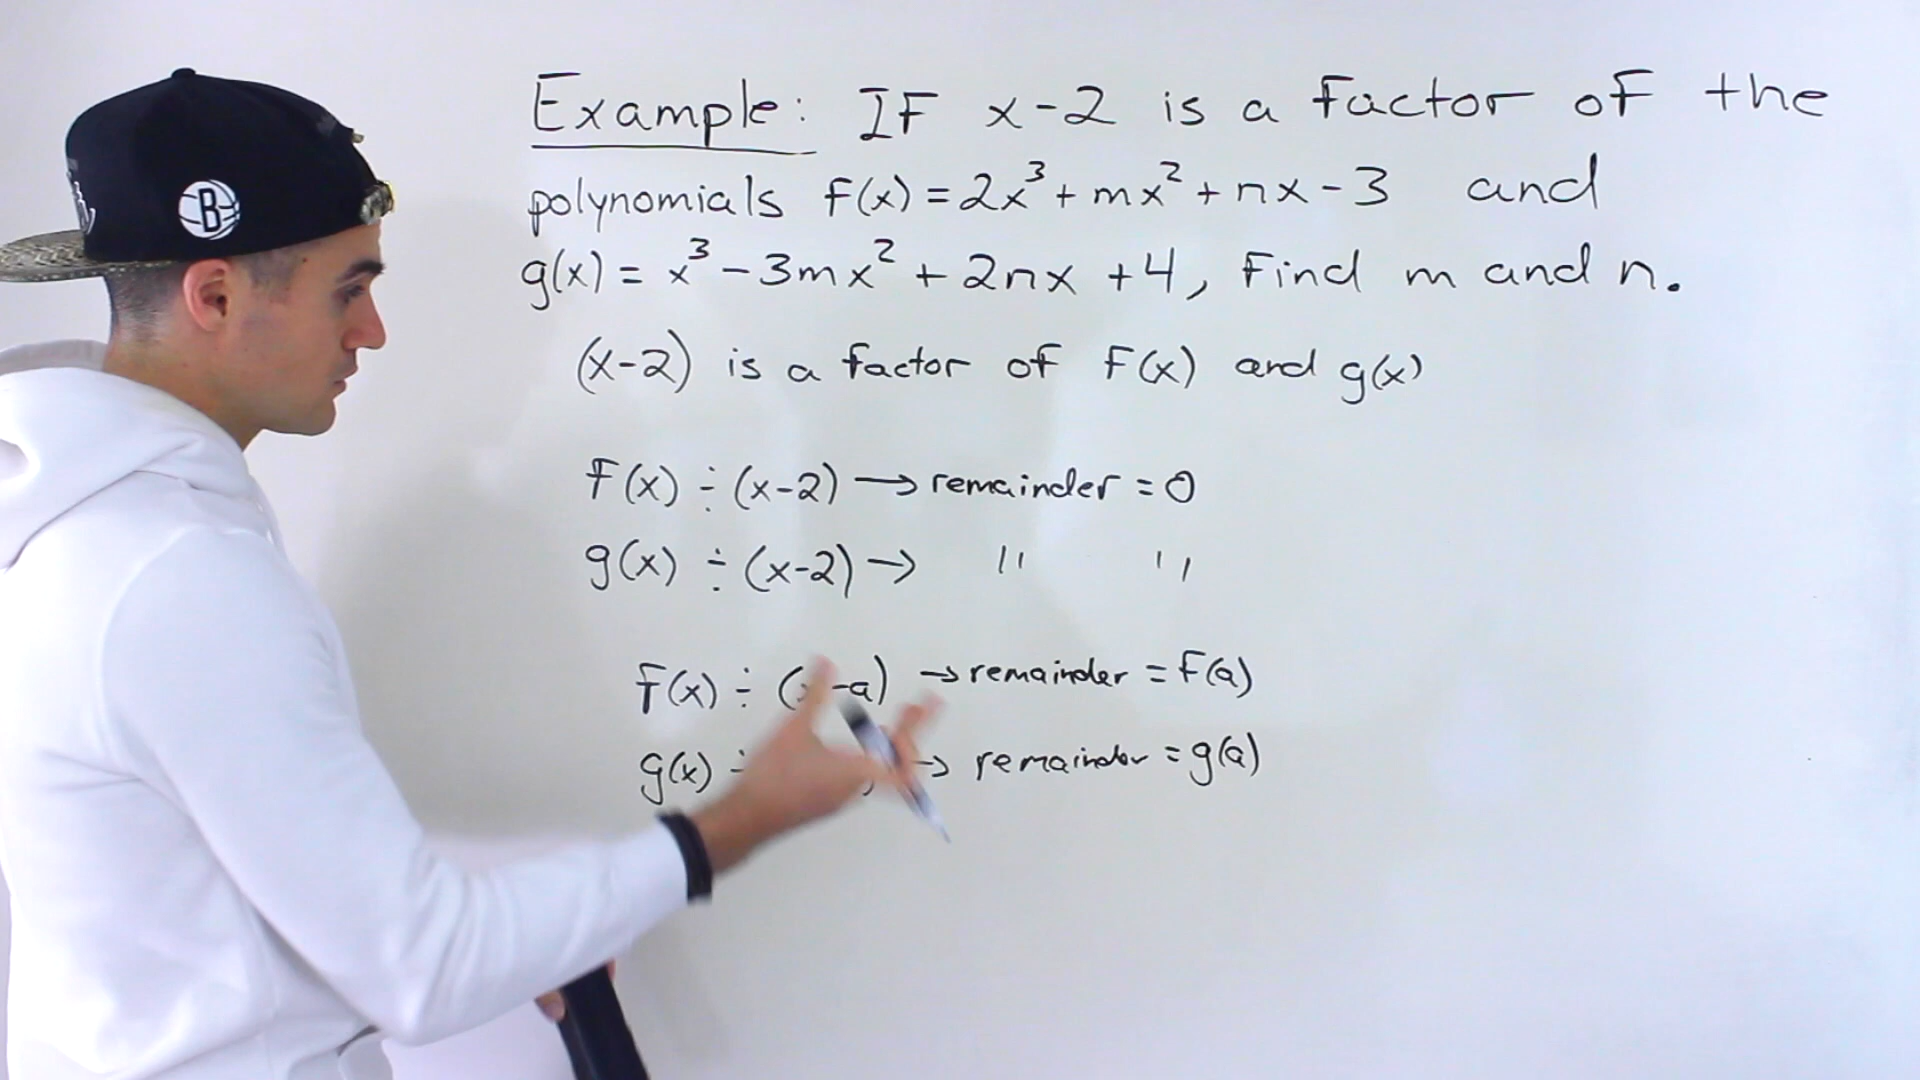 Example: IF x-2 is a factor of the
polynomials f(x) = 2x³ + mx² + nx - 3 and
g(x) = x³ - 3mx² + 2nx + 4, Find m and n.
(x-2) is a factor of F(x) and g(x)
F(x) ÷ (x-2) → remainder = 0
g(x) ÷ (x-2) → " "
F(x) ÷ (x-a) → remainder = F(a)
g(x) ÷ → remainder = g(a)
B